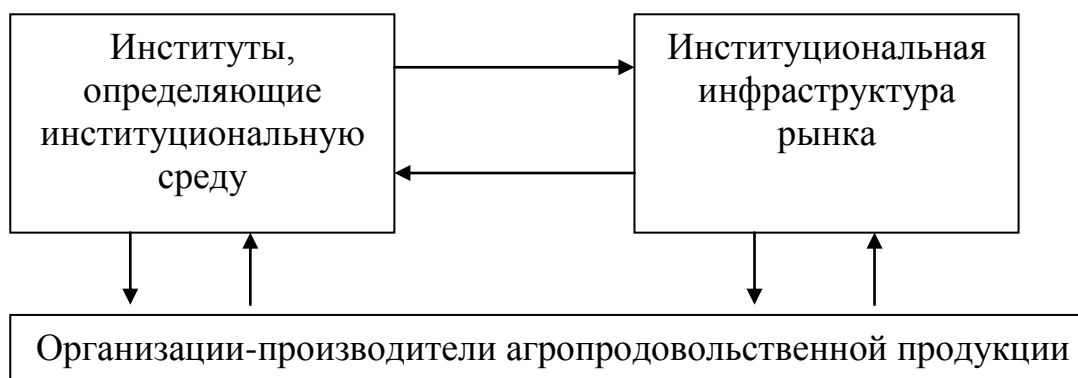 Институты,
определяющие
институциональную
среду
Институциональная
инфраструктура
рынка
Организации-производители агропродовольственной продукции